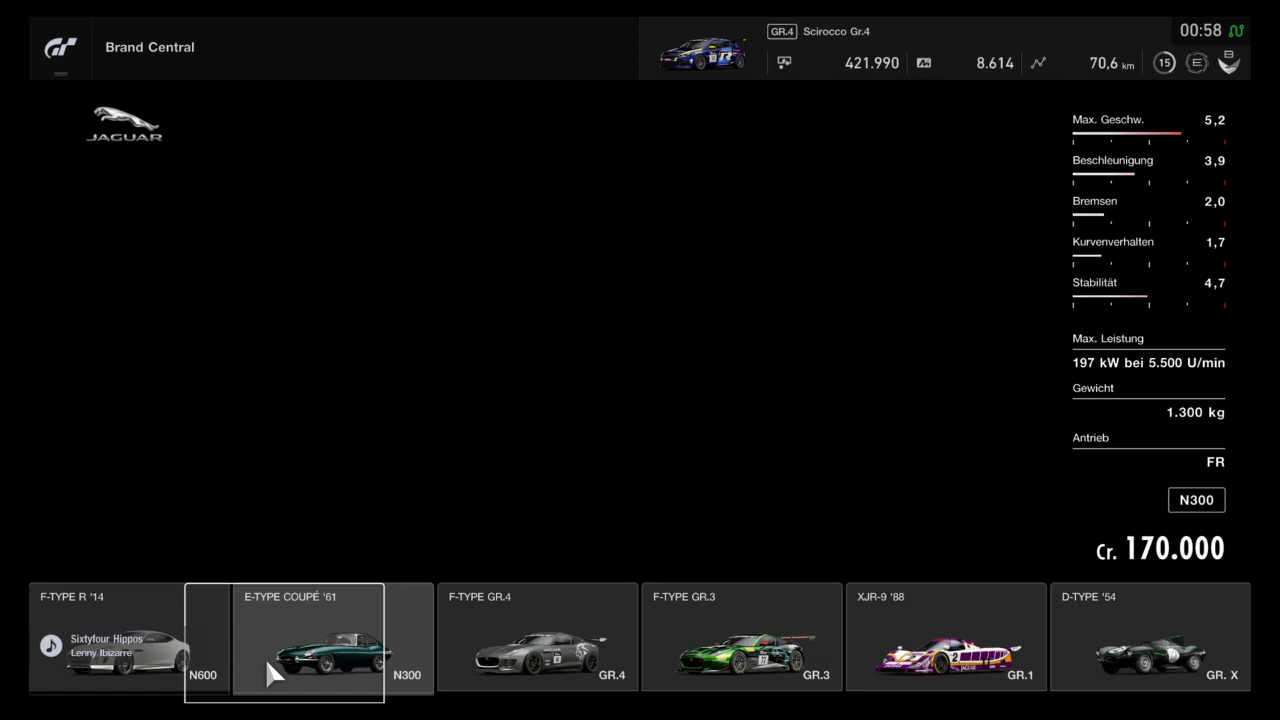 Brand Central
GR.4 Scirocco Gr.4
00:58
421.990
8.614
70,6 km
15
E
B
JAGUAR
Max. Geschw. 5,2
Beschleunigung 3,9
Bremsen 2,0
Kurvenverhalten 1,7
Stabilität 4,7
Max. Leistung
197 kW bei 5.500 U/min
Gewicht
1.300 kg
Antrieb
FR
N300
Cr. 170.000
F-TYPE R '14
Sixtyfour Hippos
Lenny Ibizarre
N600
E-TYPE COUPÉ '61
N300
F-TYPE GR.4
GR.4
F-TYPE GR.3
GR.3
XJR-9 '88
GR.1
D-TYPE '54
GR. X